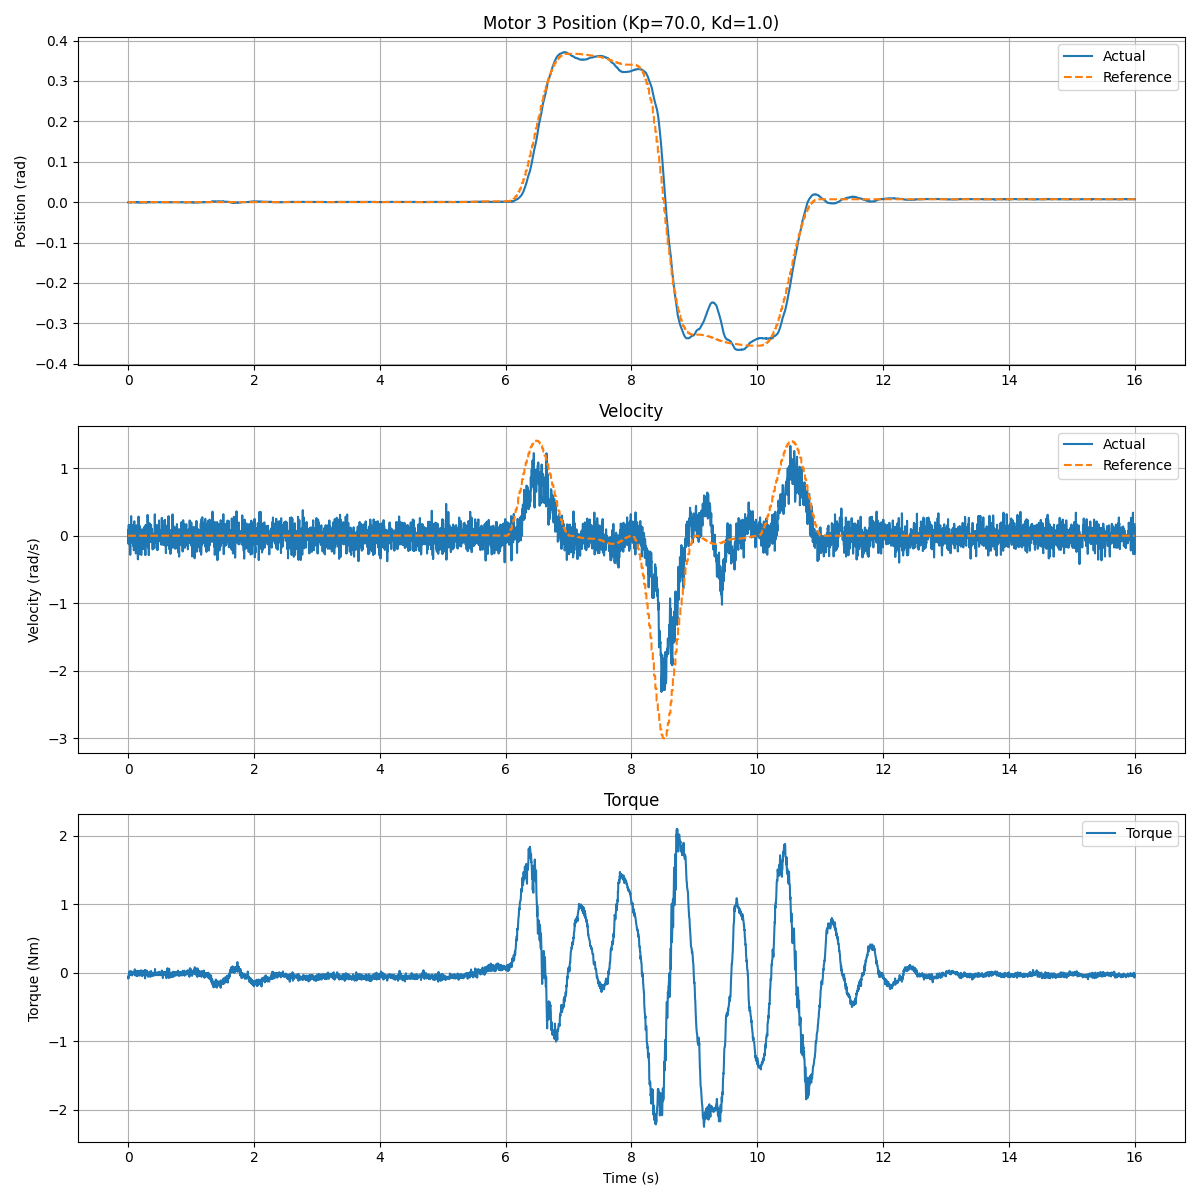 Motor 3 Position (Kp=70.0, Kd=1.0)
Position (rad)
0.4
0.3
0.2
0.1
0.0
−0.1
−0.2
−0.3
−0.4
Actual
Reference
0 2 4 6 8 10 12 14 16
Velocity
Velocity (rad/s)
1
0
−1
−2
−3
Actual
Reference
0 2 4 6 8 10 12 14 16
Torque
Torque (Nm)
2
1
0
−1
−2
Torque
0 2 4 6 8 10 12 14 16
Time (s)